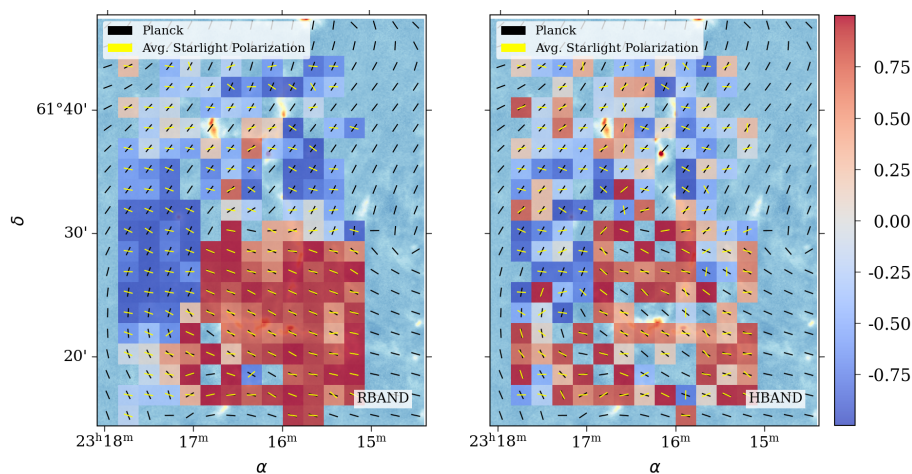 Planck
Avg. Starlight Polarization
Planck
Avg. Starlight Polarization
0.75
0.50
0.25
0.00
-0.25
-0.50
-0.75
61°40'
30'
20'
δ
RBAND
HBAND
23ʰ18ᵐ 17ᵐ 16ᵐ 15ᵐ
23ʰ18ᵐ 17ᵐ 16ᵐ 15ᵐ
α
α